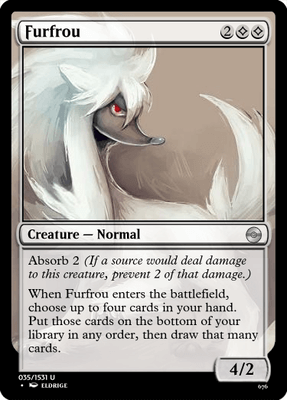 Furfrou 2
Creature — Normal
Absorb 2 (If a source would deal damage
to this creature, prevent 2 of that damage.)
When Furfrou enters the battlefield,
choose up to four cards in your hand.
Put those cards on the bottom of your
library in any order, then draw that many
cards.
4/2
035/1531 U
• ELDRIGE